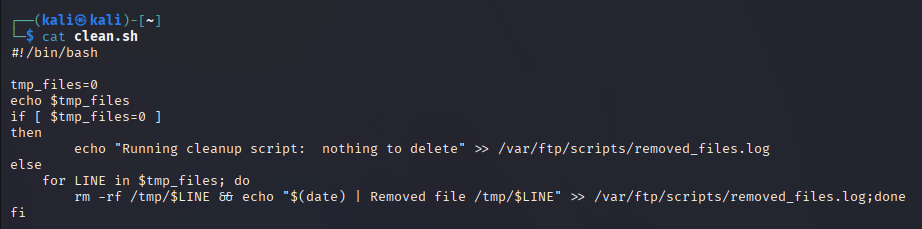 ┌──(kali㉿kali)-[~]
└─$ cat clean.sh
#!/bin/bash

tmp_files=0
echo $tmp_files
if [ $tmp_files=0 ]
then
        echo "Running cleanup script:  nothing to delete" >> /var/ftp/scripts/removed_files.log
else
    for LINE in $tmp_files; do
        rm -rf /tmp/$LINE && echo "$(date) | Removed file /tmp/$LINE" >> /var/ftp/scripts/removed_files.log;done
fi